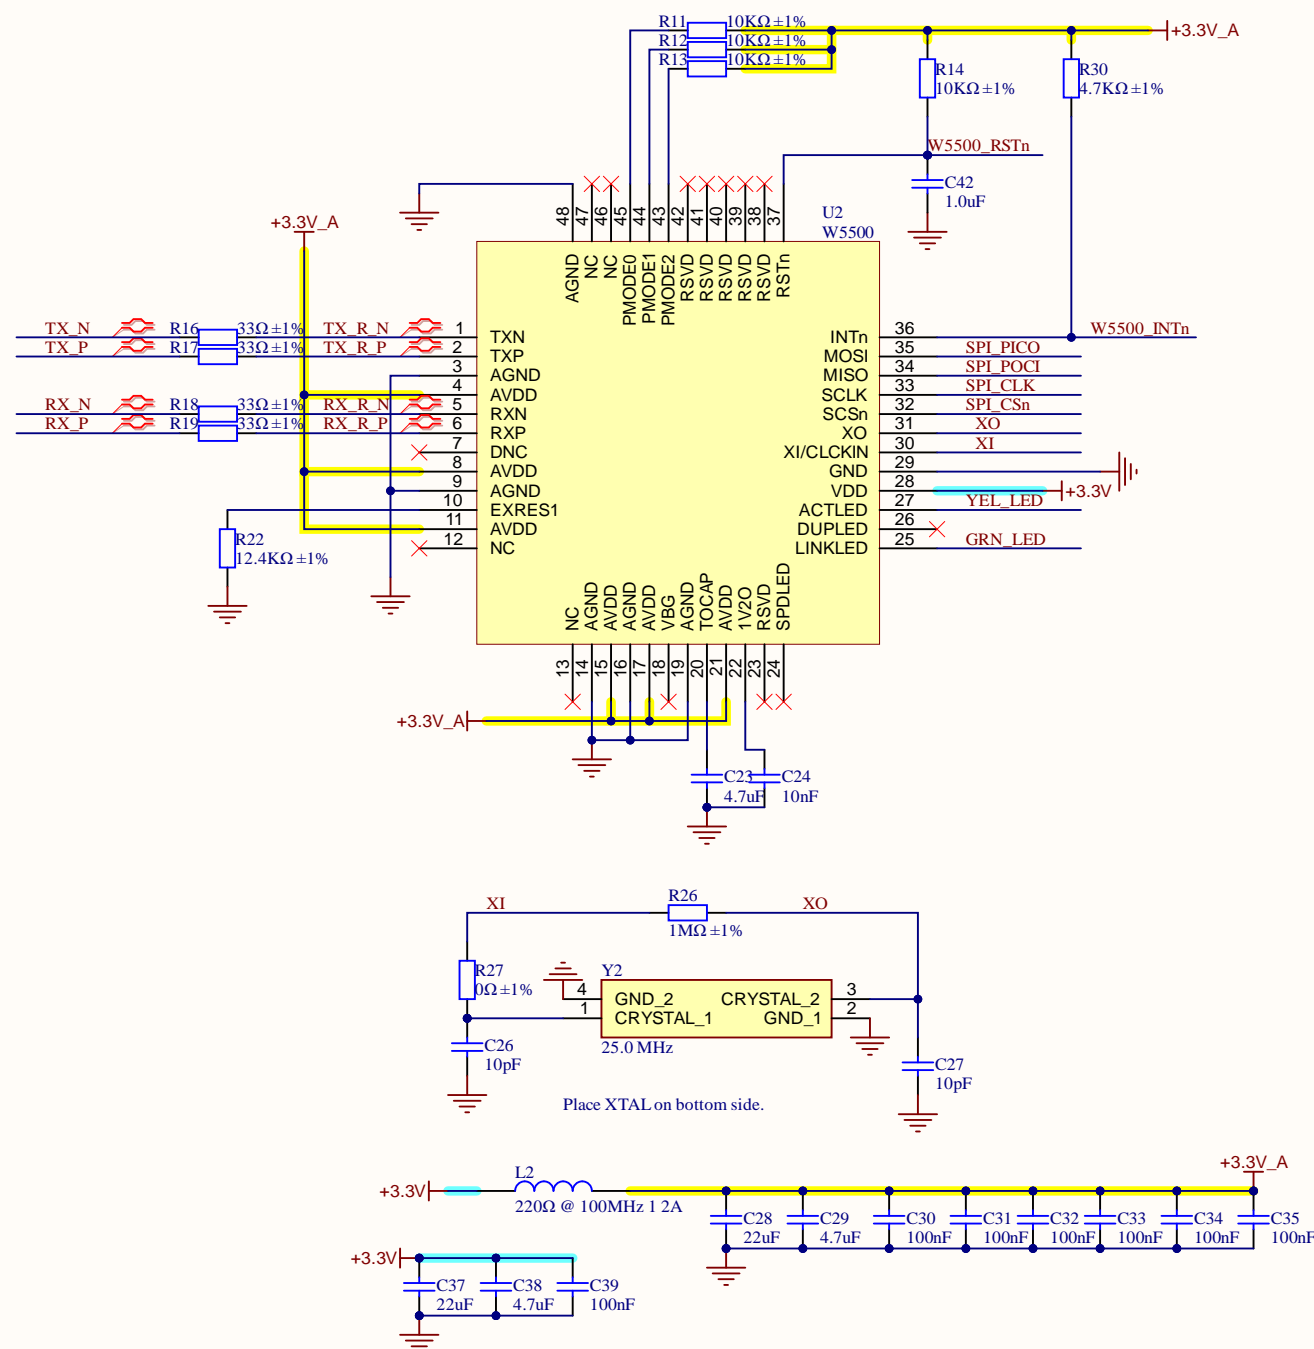 R11 10KΩ ±1%
R12 10KΩ ±1%
R13 10KΩ ±1%
+3.3V_A
R14
10KΩ ±1%
R30
4.7KΩ ±1%
W5500_RSTn
C42
1.0uF
U2
W5500
+3.3V_A
48 47 46 45 44 43 42 41 40 39 38 37
AGND NC NC PMODE0 PMODE1 PMODE2 RSVD RSVD RSVD RSVD RSVD RSTn
TX_N R16 33Ω ±1% TX_R_N 1 TXN
TX_P R17 33Ω ±1% TX_R_P 2 TXP
3 AGND
4 AVDD
RX_N R18 33Ω ±1% RX_R_N 5 RXN
RX_P R19 33Ω ±1% RX_R_P 6 RXP
7 DNC
8 AVDD
9 AGND
10 EXRES1
11 AVDD
12 NC
R22
12.4KΩ ±1%
INTn 36 W5500_INTn
MOSI 35 SPI_PICO
MISO 34 SPI_POCI
SCLK 33 SPI_CLK
SCSn 32 SPI_CSn
XO 31 XO
XI/CLCKIN 30 XI
GND 29
VDD 28 +3.3V
ACTLED 27 YEL_LED
DUPLED 26
LINKLED 25 GRN_LED
NC AGND AVDD AGND AVDD VBG AGND TOCAP AVDD 1V2O RSVD SPDLED
13 14 15 16 17 18 19 20 21 22 23 24
+3.3V_A
C23
4.7uF
C24
10nF
XI R26 XO
1MΩ ±1%
R27
0Ω ±1%
Y2
4 GND_2 CRYSTAL_2 3
1 CRYSTAL_1 GND_1 2
25.0 MHz
C26
10pF
C27
10pF
Place XTAL on bottom side.
+3.3V_A
L2
+3.3V
220Ω @ 100MHz 1 2A
C28 C29 C30 C31 C32 C33 C34 C35
22uF 4.7uF 100nF 100nF 100nF 100nF 100nF 100nF
+3.3V
C37 C38 C39
22uF 4.7uF 100nF